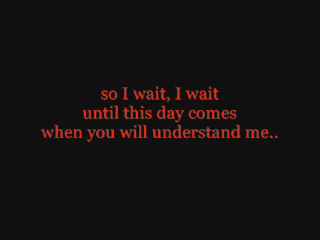 so I wait, I wait
until this day comes
when you will understand me..